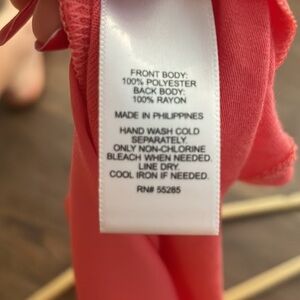 FRONT BODY:
100% POLYESTER
BACK BODY:
100% RAYON
MADE IN PHILIPPINES
HAND WASH COLD
SEPARATELY.
ONLY NON-CHLORINE
BLEACH WHEN NEEDED.
LINE DRY.
COOL IRON IF NEEDED.
RN# 55285